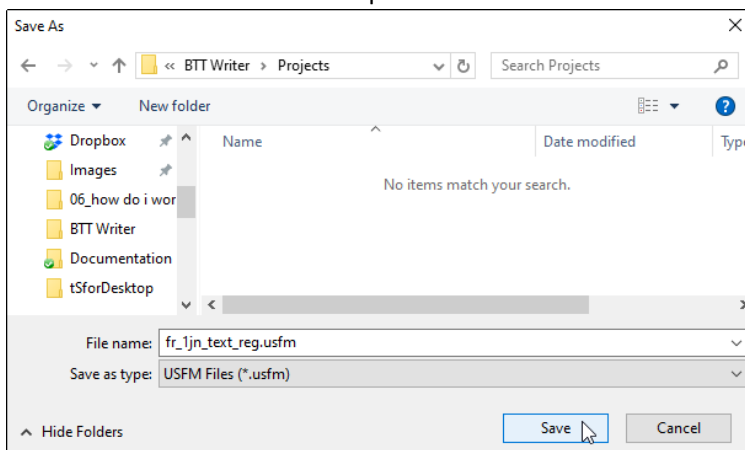 Save As
« BTT Writer › Projects
Search Projects
Organize
New folder
?
Dropbox
Images
06_how do i wor
BTT Writer
Documentation
tSforDesktop
Name
Date modified
Typ
No items match your search.
File name: fr_1jn_text_reg.usfm
Save as type: USFM Files (*.usfm)
Hide Folders
Save
Cancel